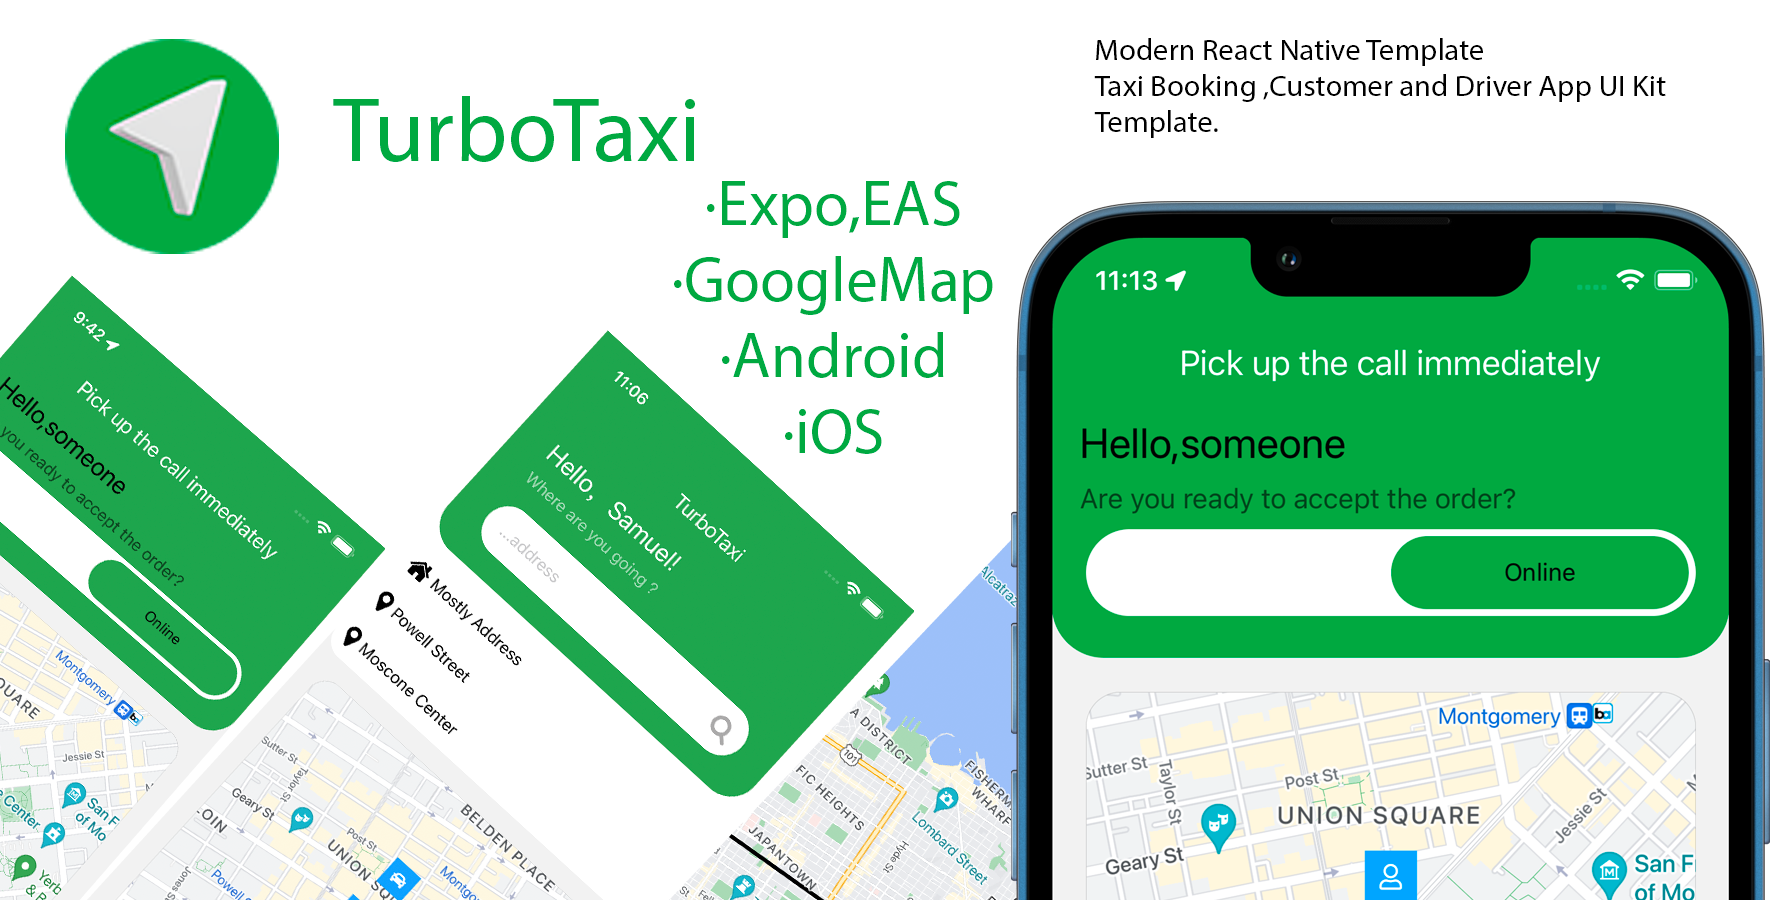 Modern React Native Template
Taxi Booking ,Customer and Driver App UI Kit
Template.
TurboTaxi
·Expo,EAS
·GoogleMap
·Android
·iOS
9:42
Pick up the call immediately
Hello,someone
you ready to accept the order?
Online
Montgomery
QUARE
Jessie St
San F
of Mo
Center
Yerb
& B
11:06
TurboTaxi
Hello, Samuel!!
Where are you going ?
...address
Mostly Address
Powell Street
Moscone Center
Sutter St
Taylor St
Geary St
OIN
Post St
BELDEN PLACE
UNION SQ
Montg
Powell S
Jones
Alcatraz
A DISTRICT
101
FIC HEIGHTS
FISHERM
WHARF
Lombard Street
Hyde St
JAPANTOWN
St
Fell
11:13
Pick up the call immediately
Hello,someone
Are you ready to accept the order?
Online
Montgomery
Sutter St
Taylor St
Post St
UNION SQUARE
Jessie St
Geary St
San F
of Mo